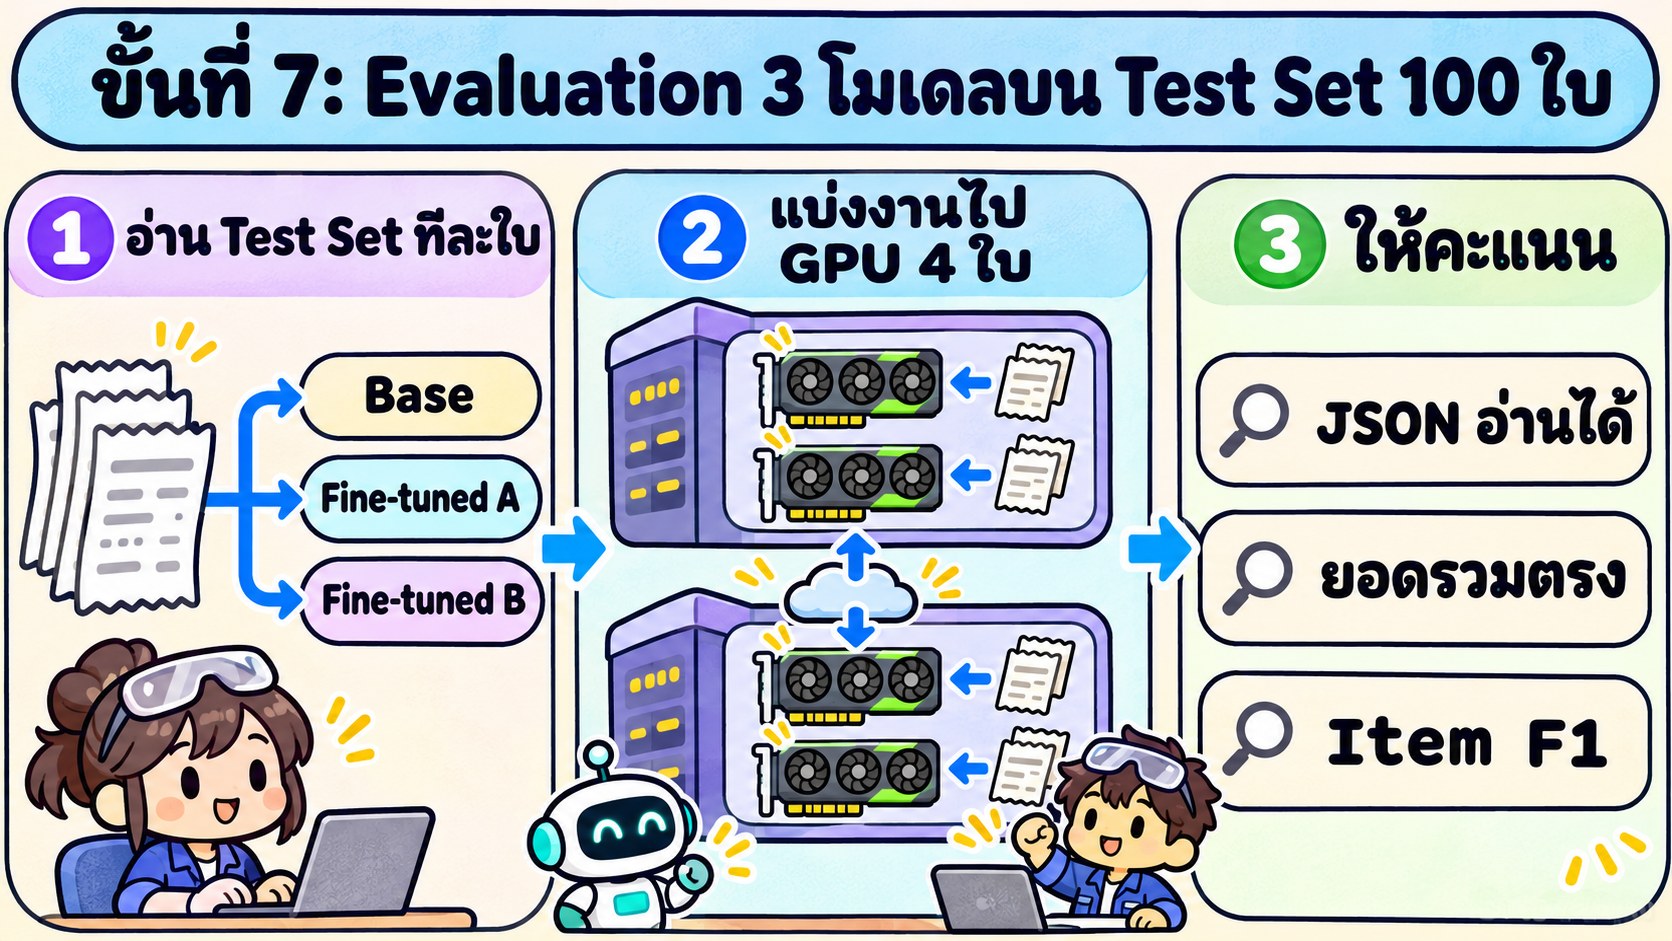 ขั้นที่ 7: Evaluation 3 โมเดลบน Test Set 100 ใบ
1 อ่าน Test Set ทีละใบ
Base
Fine-tuned A
Fine-tuned B
2 แบ่งงานไป
GPU 4 ใบ
3 ให้คะแนน
JSON อ่านได้
ยอดรวมตรง
Item F1